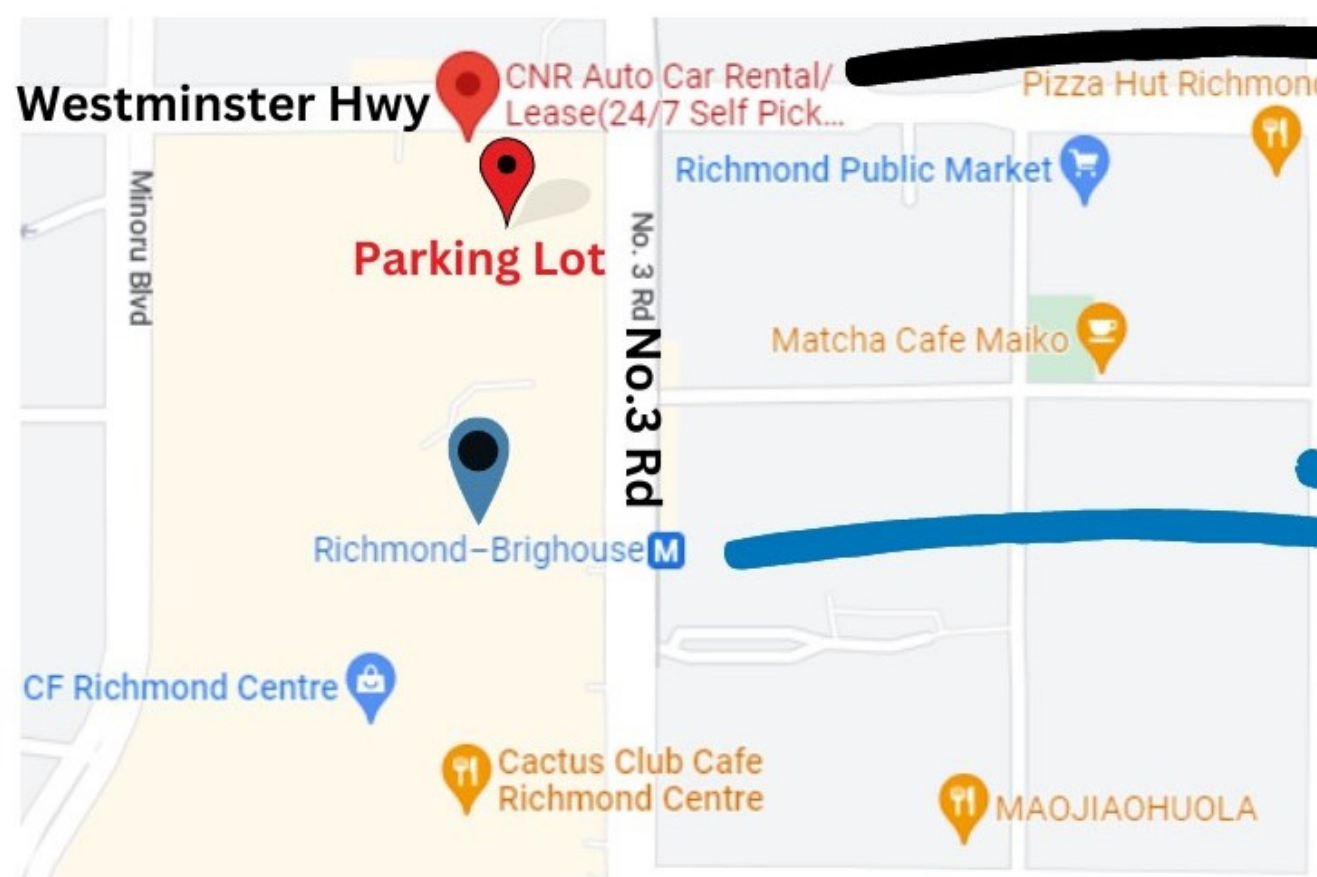 CNR Auto Car Rental/
Lease(24/7 Self Pick...
Westminster Hwy
Pizza Hut Richmond
Richmond Public Market
Minoru Blvd
Parking Lot
No. 3 Rd
No.3 Rd
Matcha Cafe Maiko
Richmond–Brighouse M
CF Richmond Centre
Cactus Club Cafe
Richmond Centre
MAOJIAOHUOLA